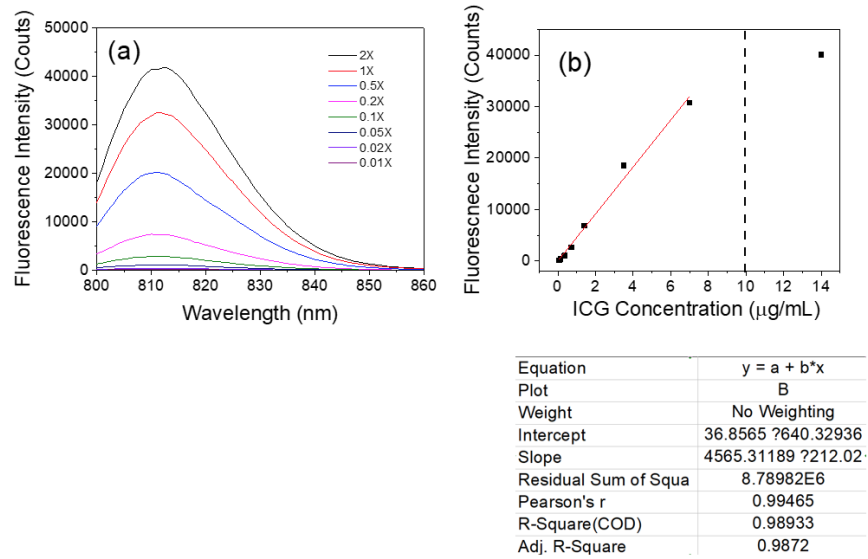 (a)
Fluorescence Intensity (Couts)
50000
40000
30000
20000
10000
0
2X
1X
0.5X
0.2X
0.1X
0.05X
0.02X
0.01X
800 810 820 830 840 850 860
Wavelength (nm)
(b)
Fluorescnece Intensity (Counts)
40000
30000
20000
10000
0
0 2 4 6 8 10 12 14
ICG Concentration (μg/mL)
Equation y = a + b*x
Plot B
Weight No Weighting
Intercept 36.8565 ?640.32936
Slope 4565.31189 ?212.02
Residual Sum of Squa 8.78982E6
Pearson's r 0.99465
R-Square(COD) 0.98933
Adj. R-Square 0.9872